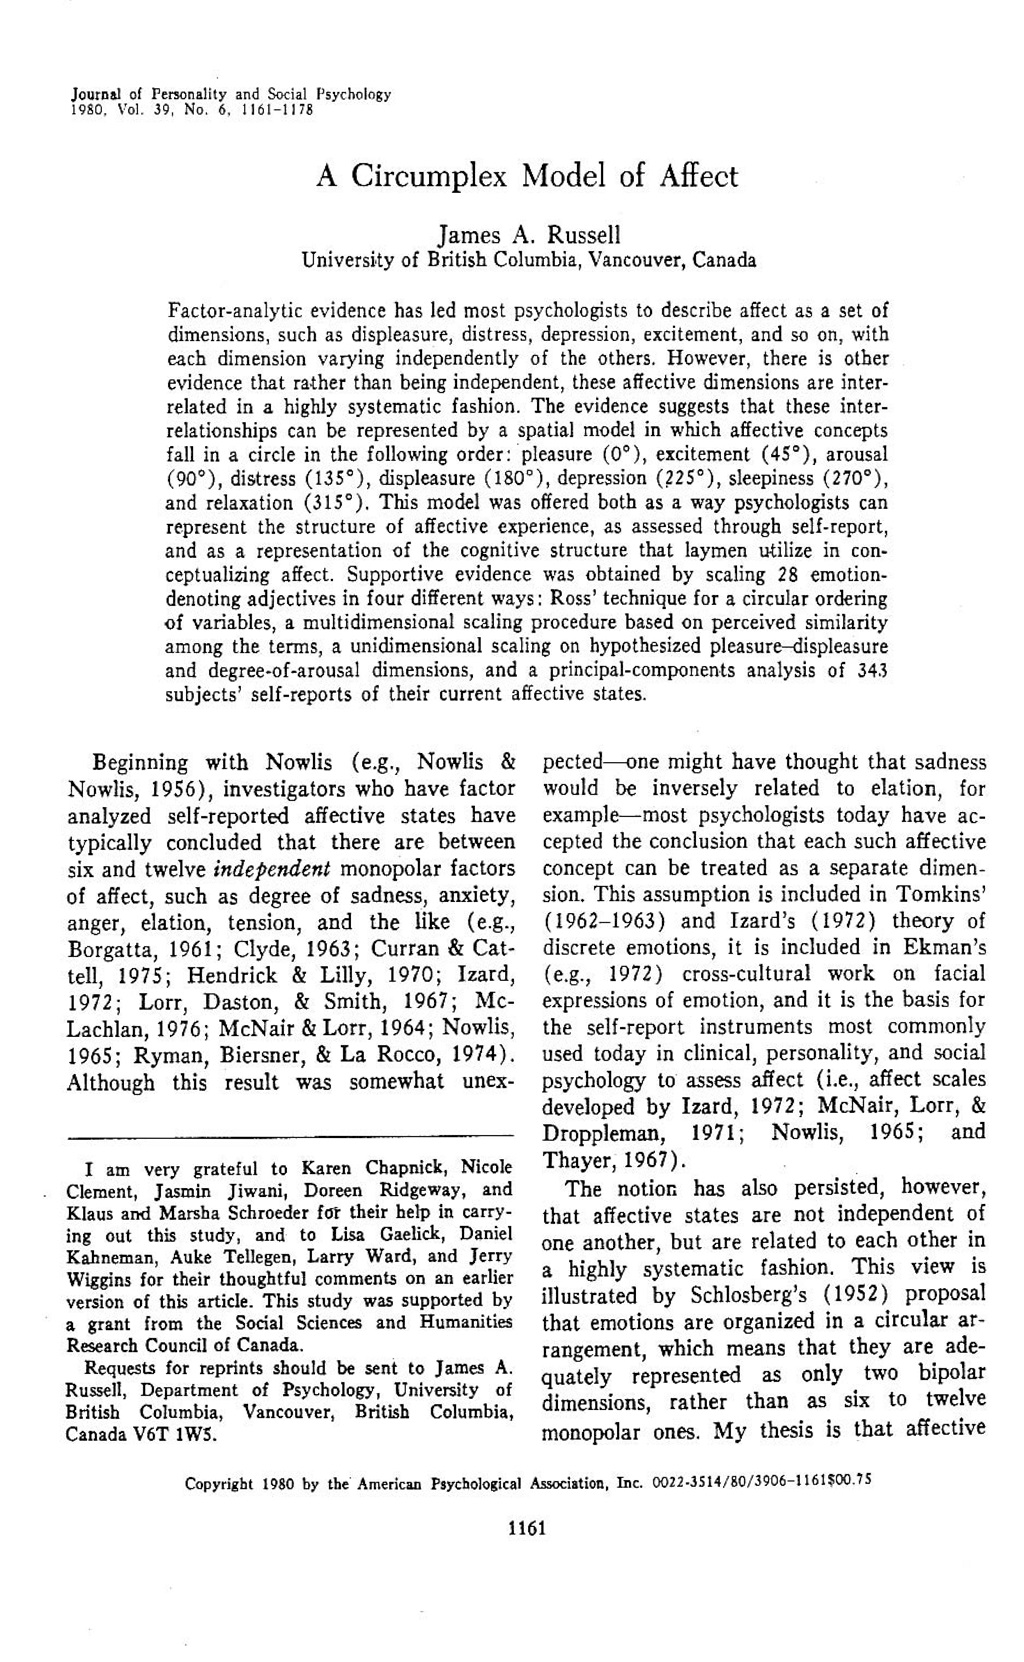 Journal of Personality and Social Psychology
1980, Vol. 39, No. 6, 1161-1178
A Circumplex Model of Affect
James A. Russell
University of British Columbia, Vancouver, Canada
Factor-analytic evidence has led most psychologists to describe affect as a set of
dimensions, such as displeasure, distress, depression, excitement, and so on, with
each dimension varying independently of the others. However, there is other
evidence that rather than being independent, these affective dimensions are inter-
related in a highly systematic fashion. The evidence suggests that these inter-
relationships can be represented by a spatial model in which affective concepts
fall in a circle in the following order: pleasure (0°), excitement (45°), arousal
(90°), distress (135°), displeasure (180°), depression (225°), sleepiness (270°),
and relaxation (315°). This model was offered both as a way psychologists can
represent the structure of affective experience, as assessed through self-report,
and as a representation of the cognitive structure that laymen utilize in con-
ceptualizing affect. Supportive evidence was obtained by scaling 28 emotion-
denoting adjectives in four different ways: Ross' technique for a circular ordering
of variables, a multidimensional scaling procedure based on perceived similarity
among the terms, a unidimensional scaling on hypothesized pleasure–displeasure
and degree-of-arousal dimensions, and a principal-components analysis of 343
subjects' self-reports of their current affective states.
Beginning with Nowlis (e.g., Nowlis &
Nowlis, 1956), investigators who have factor
analyzed self-reported affective states have
typically concluded that there are between
six and twelve independent monopolar factors
of affect, such as degree of sadness, anxiety,
anger, elation, tension, and the like (e.g.,
Borgatta, 1961; Clyde, 1963; Curran & Cat-
tell, 1975; Hendrick & Lilly, 1970; Izard,
1972; Lorr, Daston, & Smith, 1967; Mc-
Lachlan, 1976; McNair & Lorr, 1964; Nowlis,
1965; Ryman, Biersner, & La Rocco, 1974).
Although this result was somewhat unex-
I am very grateful to Karen Chapnick, Nicole
Clement, Jasmin Jiwani, Doreen Ridgeway, and
Klaus and Marsha Schroeder for their help in carry-
ing out this study, and to Lisa Gaelick, Daniel
Kahneman, Auke Tellegen, Larry Ward, and Jerry
Wiggins for their thoughtful comments on an earlier
version of this article. This study was supported by
a grant from the Social Sciences and Humanities
Research Council of Canada.
Requests for reprints should be sent to James A.
Russell, Department of Psychology, University of
British Columbia, Vancouver, British Columbia,
Canada V6T 1W5.
pected—one might have thought that sadness
would be inversely related to elation, for
example—most psychologists today have ac-
cepted the conclusion that each such affective
concept can be treated as a separate dimen-
sion. This assumption is included in Tomkins'
(1962–1963) and Izard's (1972) theory of
discrete emotions, it is included in Ekman's
(e.g., 1972) cross-cultural work on facial
expressions of emotion, and it is the basis for
the self-report instruments most commonly
used today in clinical, personality, and social
psychology to assess affect (i.e., affect scales
developed by Izard, 1972; McNair, Lorr, &
Droppleman, 1971; Nowlis, 1965; and
Thayer, 1967).
The notion has also persisted, however,
that affective states are not independent of
one another, but are related to each other in
a highly systematic fashion. This view is
illustrated by Schlosberg's (1952) proposal
that emotions are organized in a circular ar-
rangement, which means that they are ade-
quately represented as only two bipolar
dimensions, rather than as six to twelve
monopolar ones. My thesis is that affective
Copyright 1980 by the American Psychological Association, Inc. 0022-3514/80/3906-1161$00.75
1161